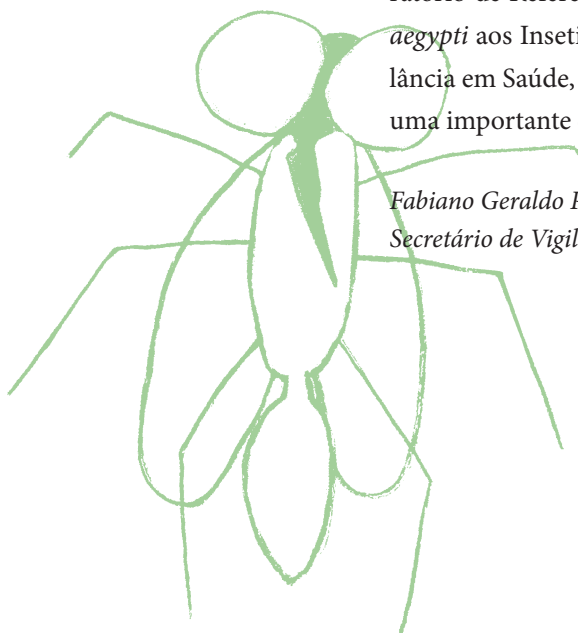 aegypti aos Inseti
lância em Saúde,
uma importante
Fabiano Geraldo
Secretário de Vigil